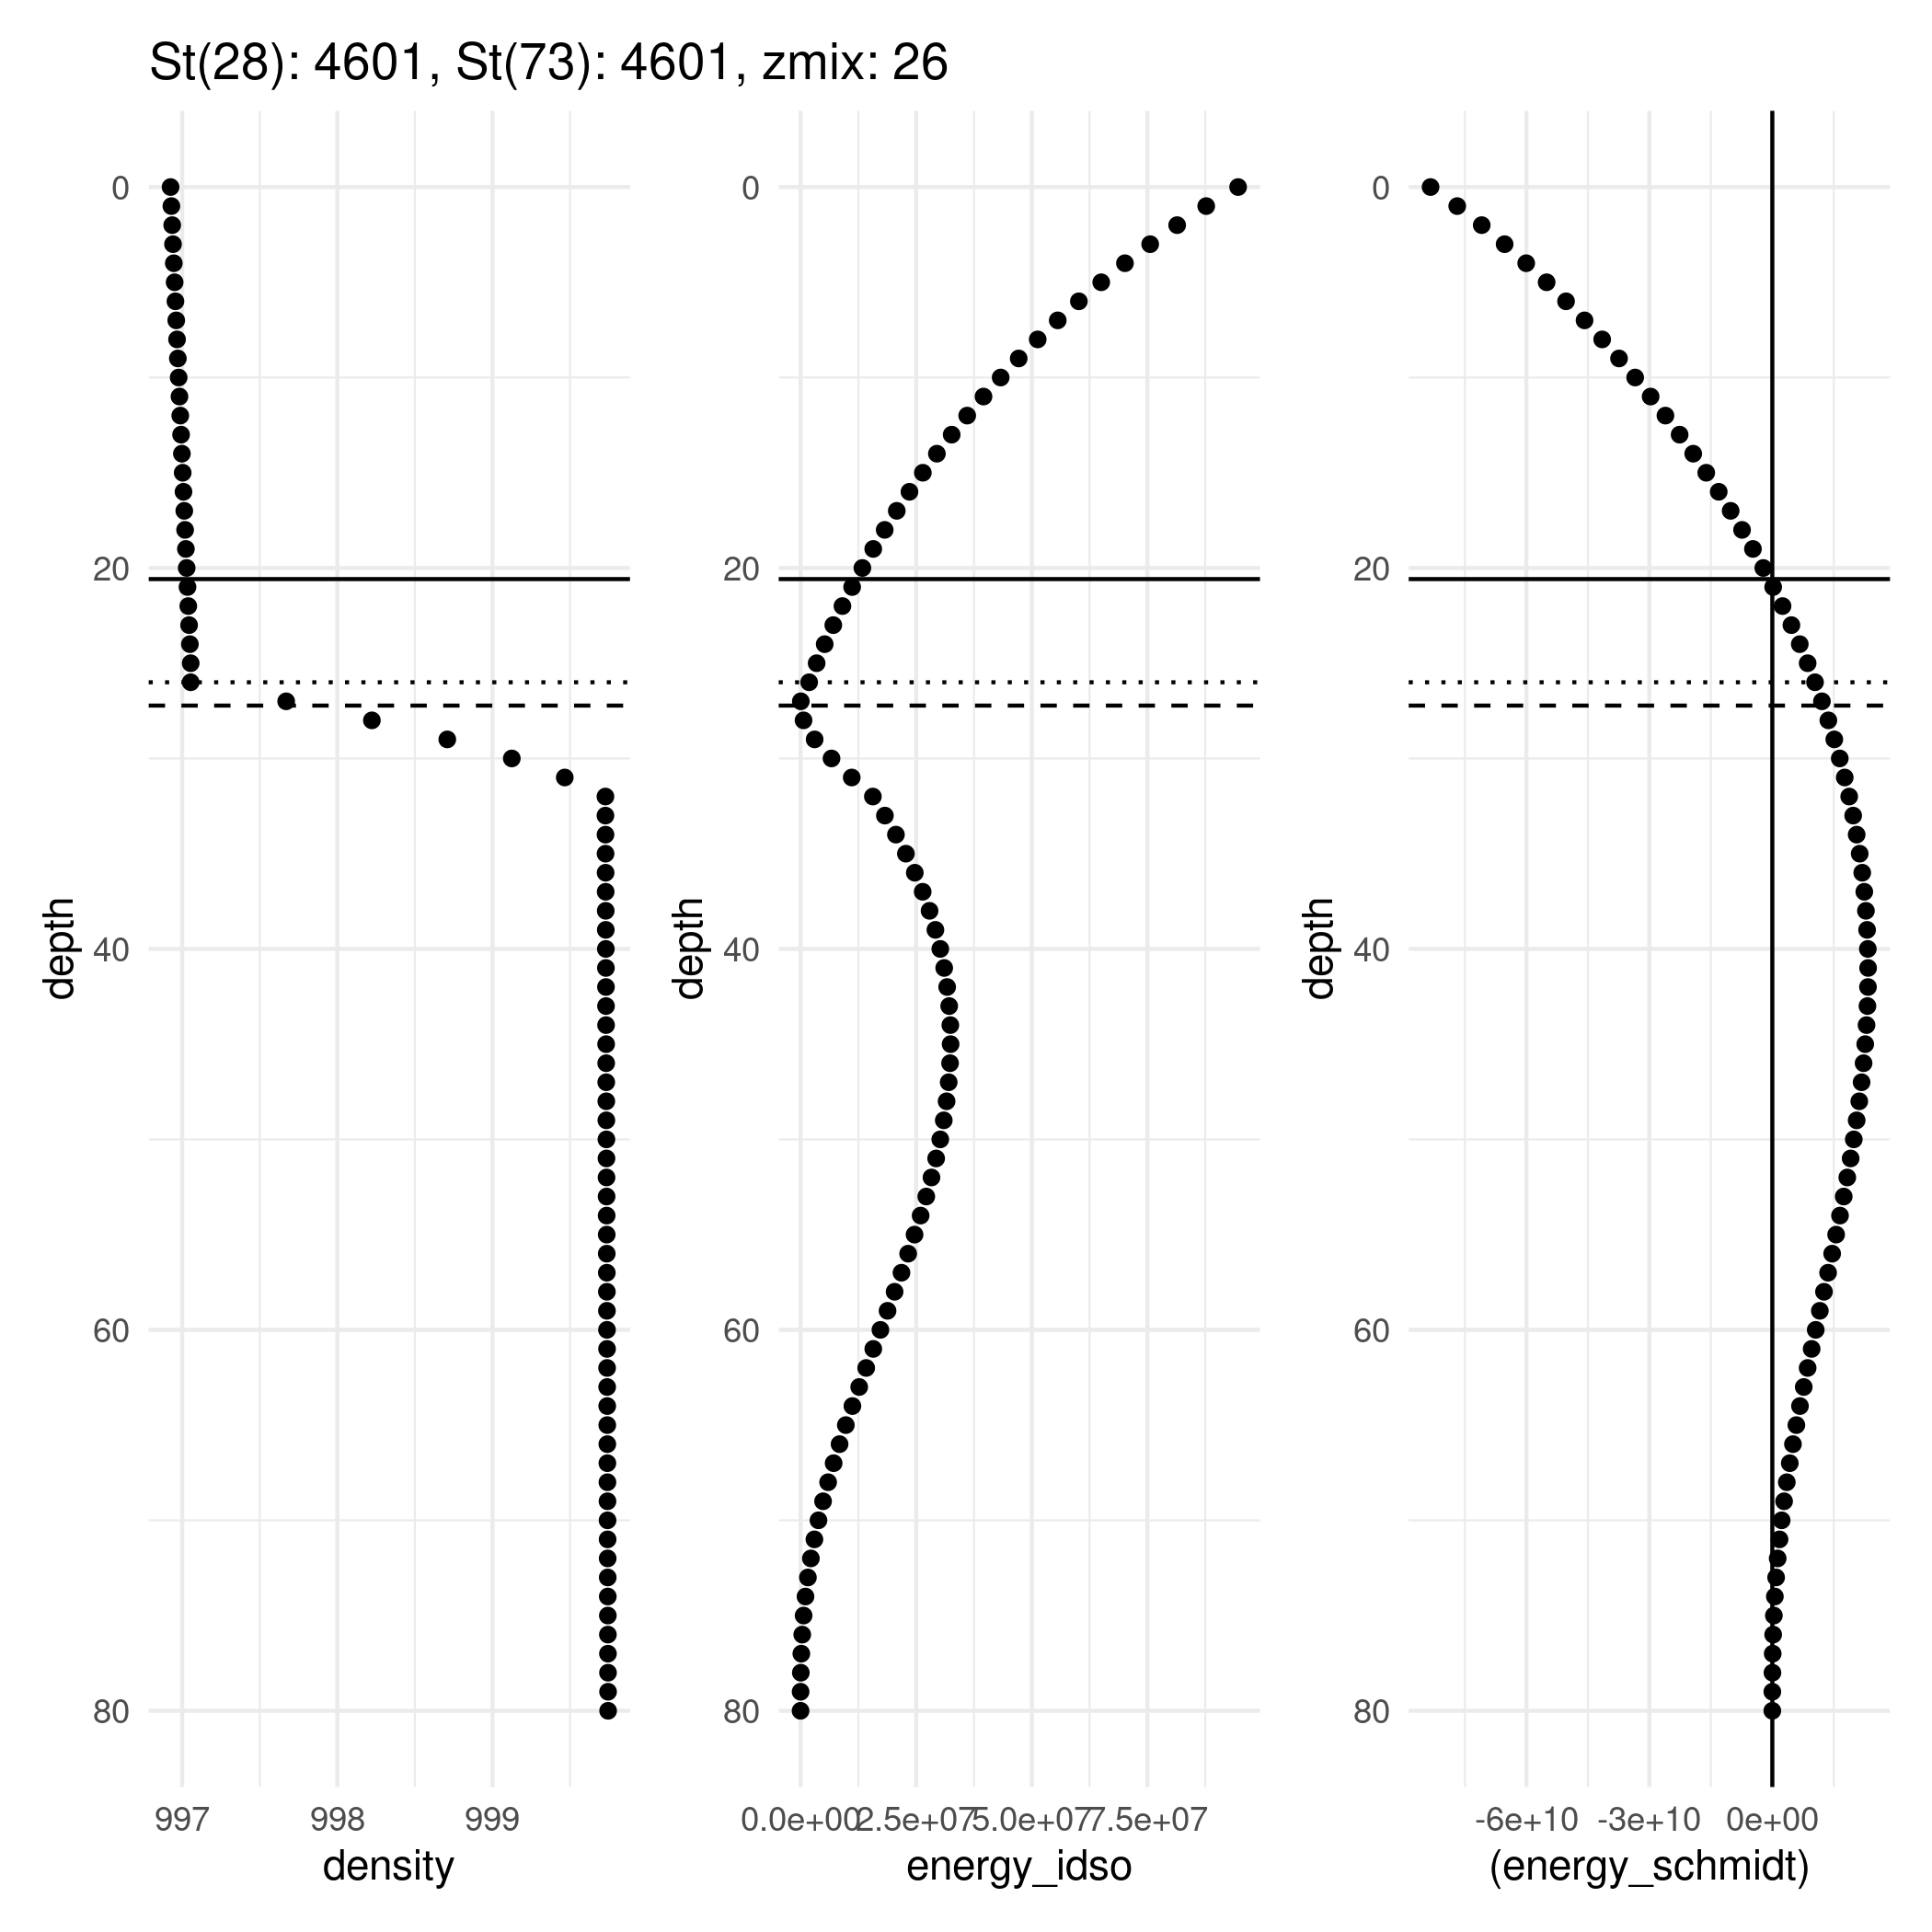 St(28): 4601, St(73): 4601, zmix: 26
0
20
40
60
80
depth
997
998
999
density
0
20
40
60
80
depth
0.0e+00
2.5e+07
5.0e+07
7.5e+07
energy_idso
0
20
40
60
80
depth
-6e+10
-3e+10
0e+00
(energy_schmidt)